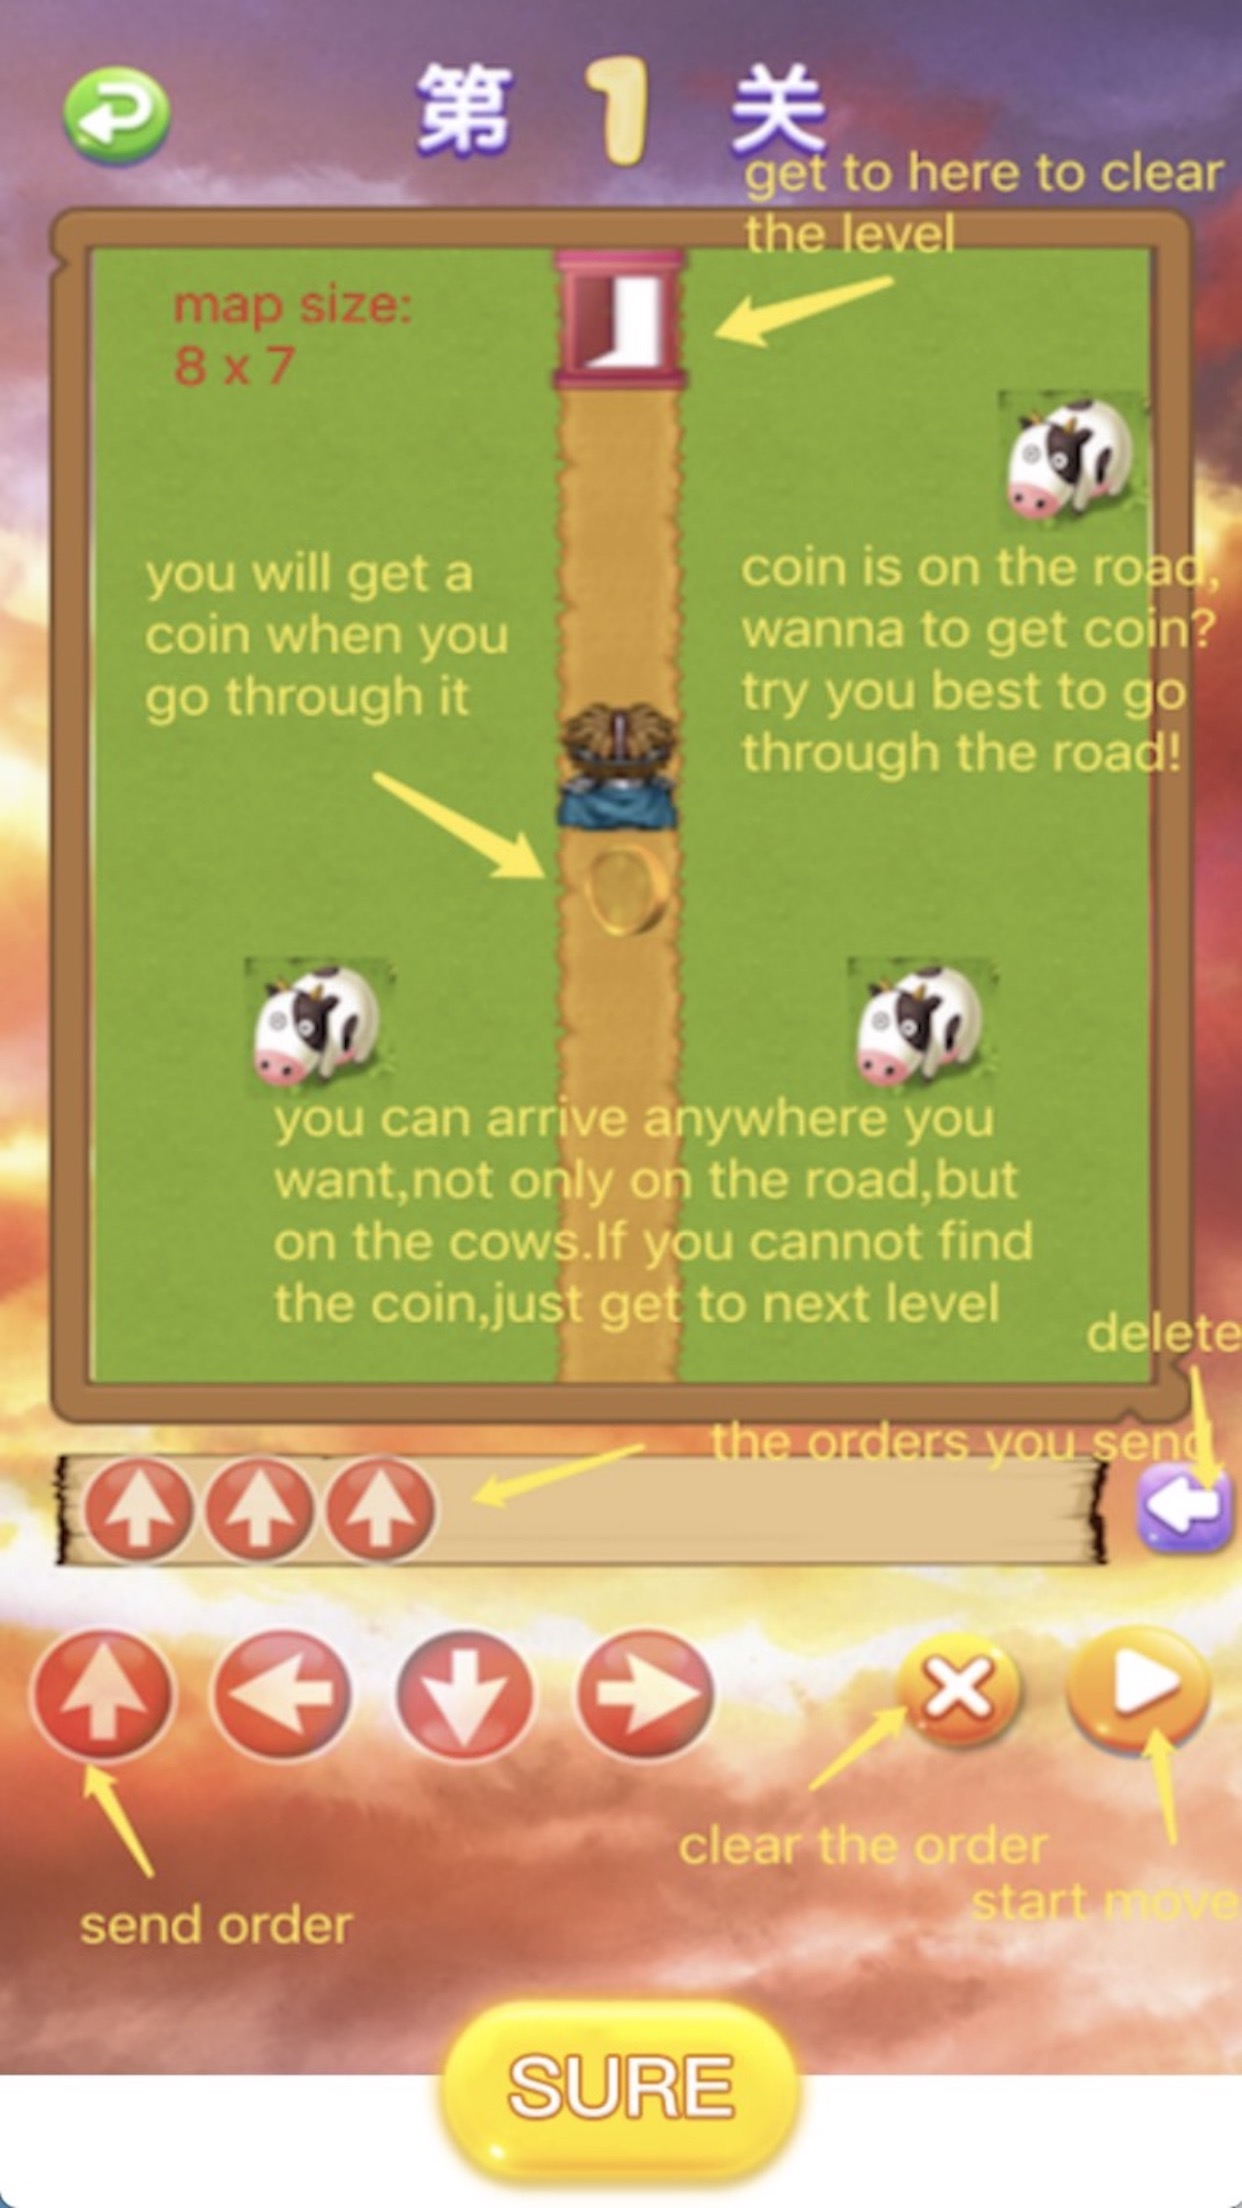 第 1 关
get to here to clear
the level
map size:
8 x 7
you will get a
coin when you
go through it
coin is on the road,
wanna to get coin?
try you best to go
through the road!
you can arrive anywhere you
want,not only on the road,but
on the cows.If you cannot find
the coin,just get to next level
delete
the orders you send
clear the order
start move
send order
SURE